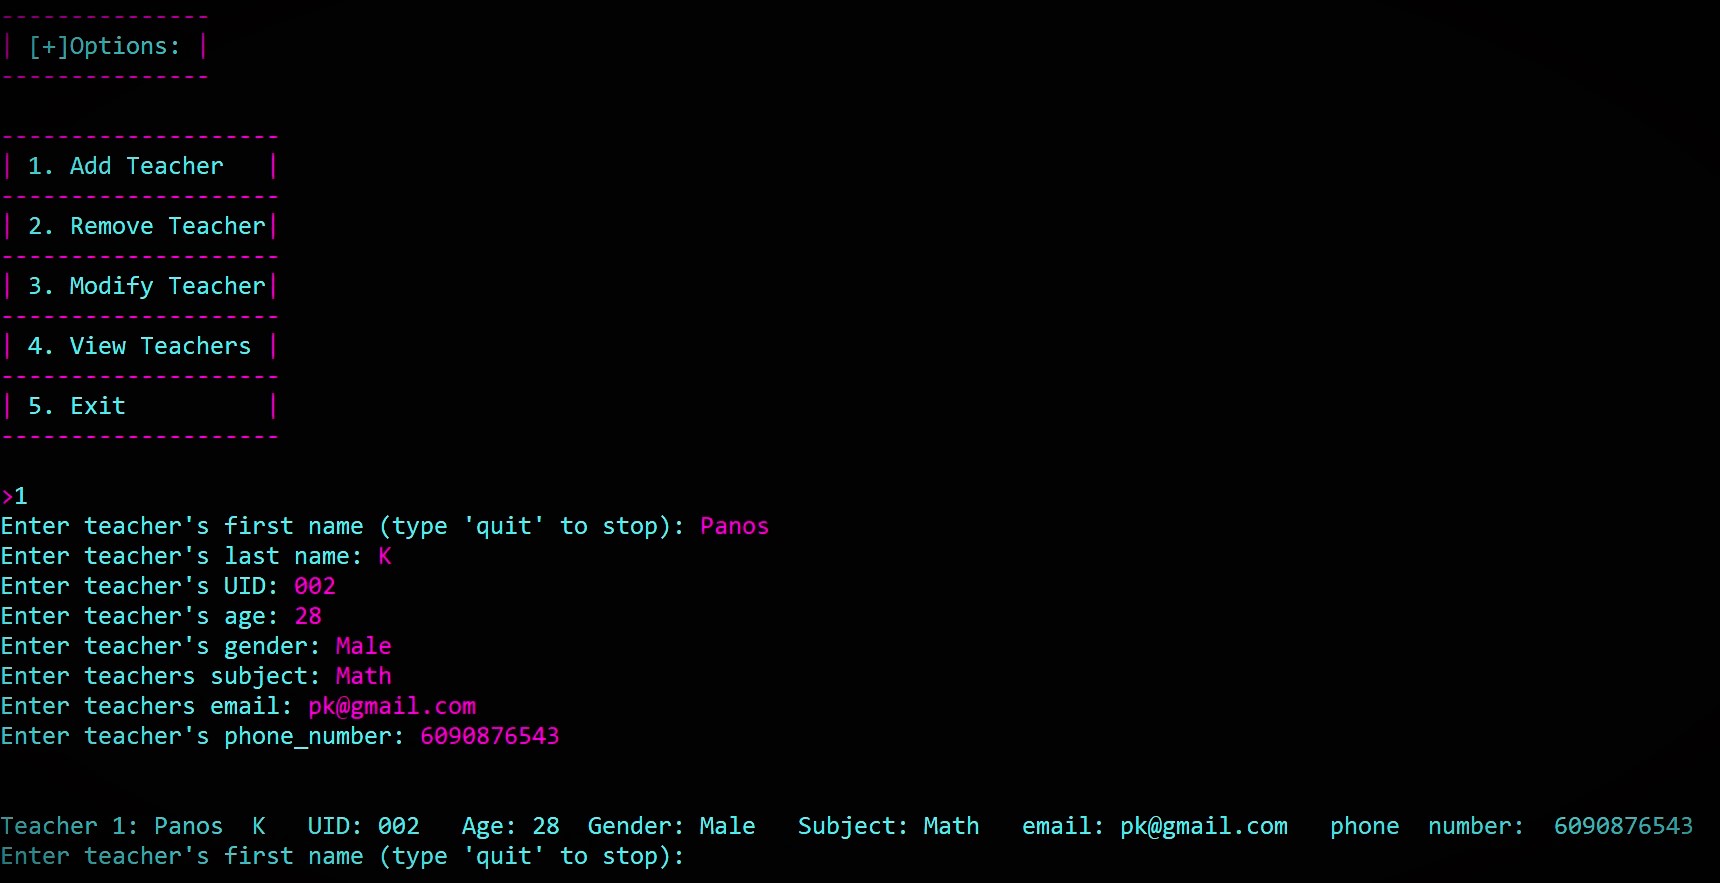 ---------------
| [+]Options: |
---------------
--------------------
| 1. Add Teacher   |
--------------------
| 2. Remove Teacher|
--------------------
| 3. Modify Teacher|
--------------------
| 4. View Teachers |
--------------------
| 5. Exit          |
--------------------
>1
Enter teacher's first name (type 'quit' to stop): Panos
Enter teacher's last name: K
Enter teacher's UID: 002
Enter teacher's age: 28
Enter teacher's gender: Male
Enter teachers subject: Math
Enter teachers email: pk@gmail.com
Enter teacher's phone_number: 6090876543
Teacher 1: Panos  K   UID: 002   Age: 28  Gender: Male   Subject: Math   email: pk@gmail.com   phone  number:  6090876543
Enter teacher's first name (type 'quit' to stop):